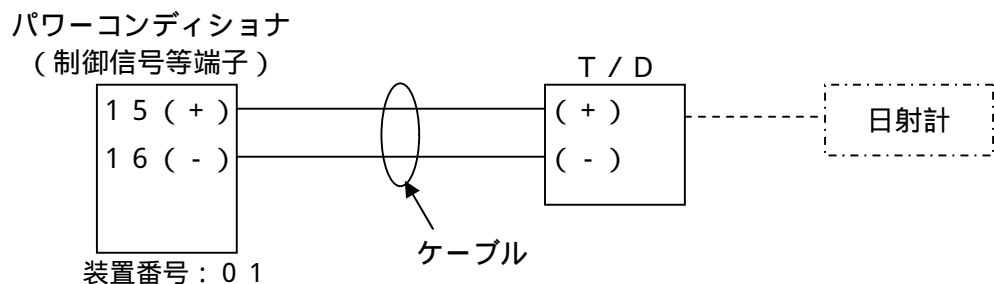 パワーコンディショナ
(制御信号等端子)
T/D
15(+)
16(-)
(+)
(-)
日射計
ケーブル
装置番号:01